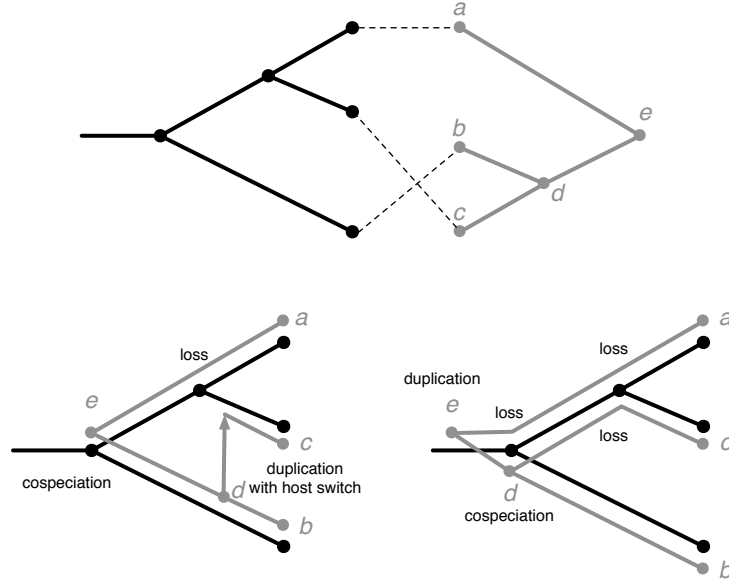 a
b
e
d
c
a
loss
e
c
duplication
with host switch
cospeciation
d
b
a
loss
duplication
e
loss
loss
c
d
cospeciation
b